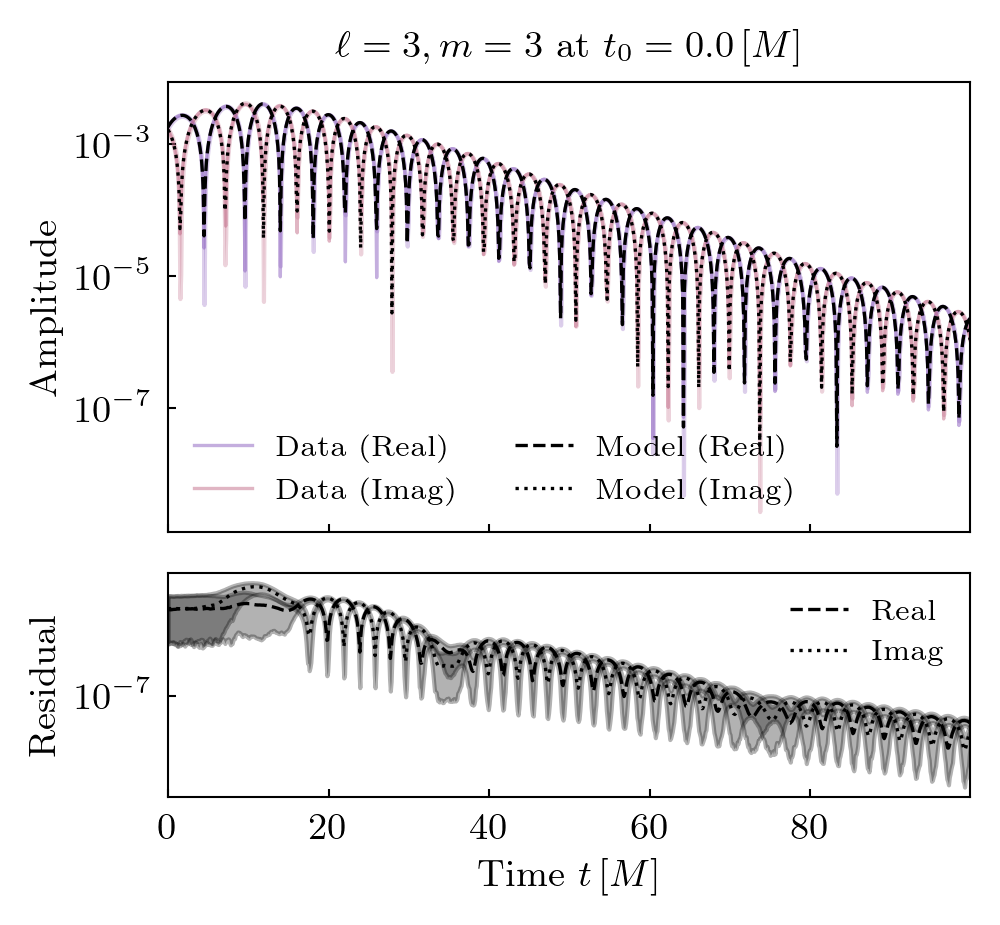 ℓ = 3, m = 3 at t₀ = 0.0 [M]
Amplitude
10⁻³
10⁻⁵
10⁻⁷
Data (Real)
Data (Imag)
Model (Real)
Model (Imag)
Residual
10⁻⁷
Real
Imag
0 20 40 60 80
Time t [M]